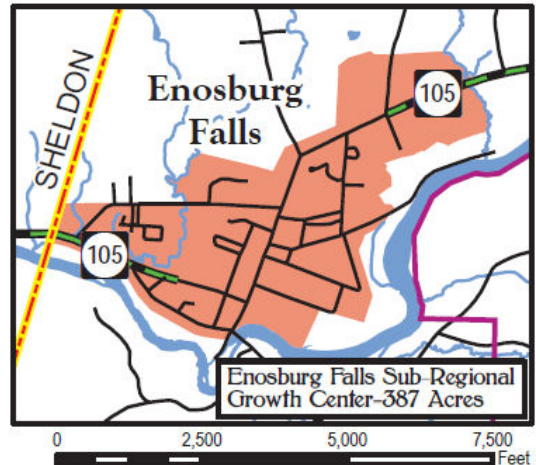 SHELDON
Enosburg
Falls
105
105
Enosburg Falls Sub-Regional
Growth Center-387 Acres
0 2,500 5,000 7,500
Feet